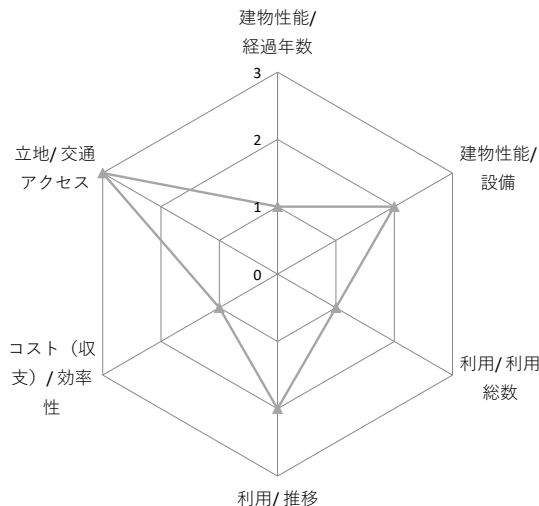 建物性能/
経過年数
3
2
1
0
建物性能/
設備
利用/ 利用
総数
利用/ 推移
コスト（収
支）/ 効率
性
立地/ 交通
アクセス